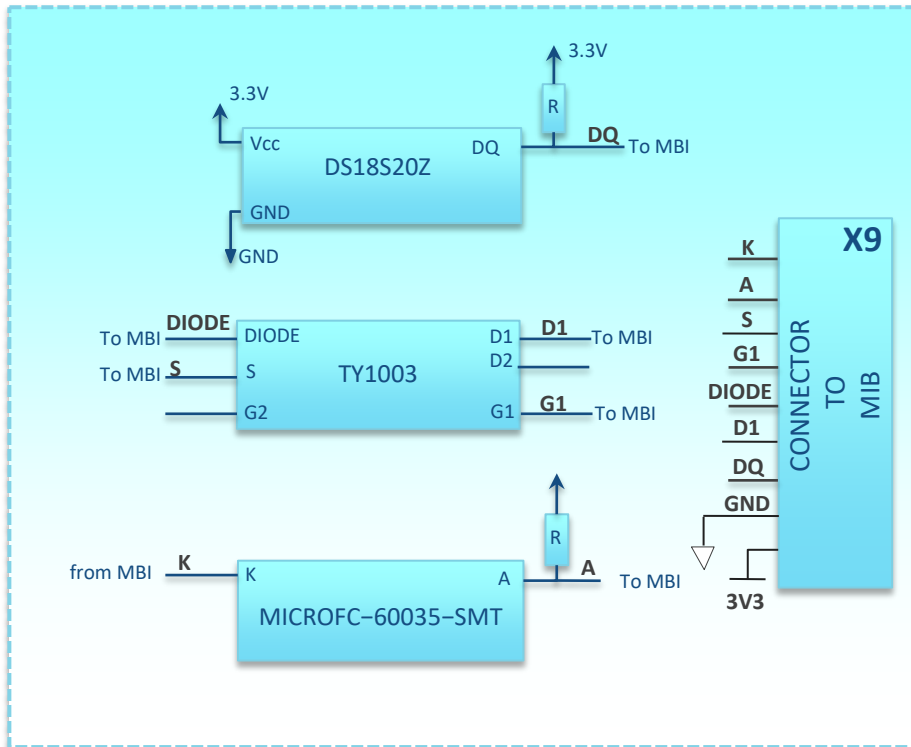 3.3V
3.3V
R
Vcc
DQ
DQ
To MBI
DS18S20Z
GND
GND
DIODE
To MBI
DIODE
D1
D1
To MBI
To MBI
S
S
TY1003
D2
G2
G1
G1
To MBI
R
from MBI
K
K
A
A
To MBI
MICROFC−60035−SMT
X9
K
A
S
G1
DIODE
D1
DQ
GND
3V3
CONNECTOR
TO
MIB